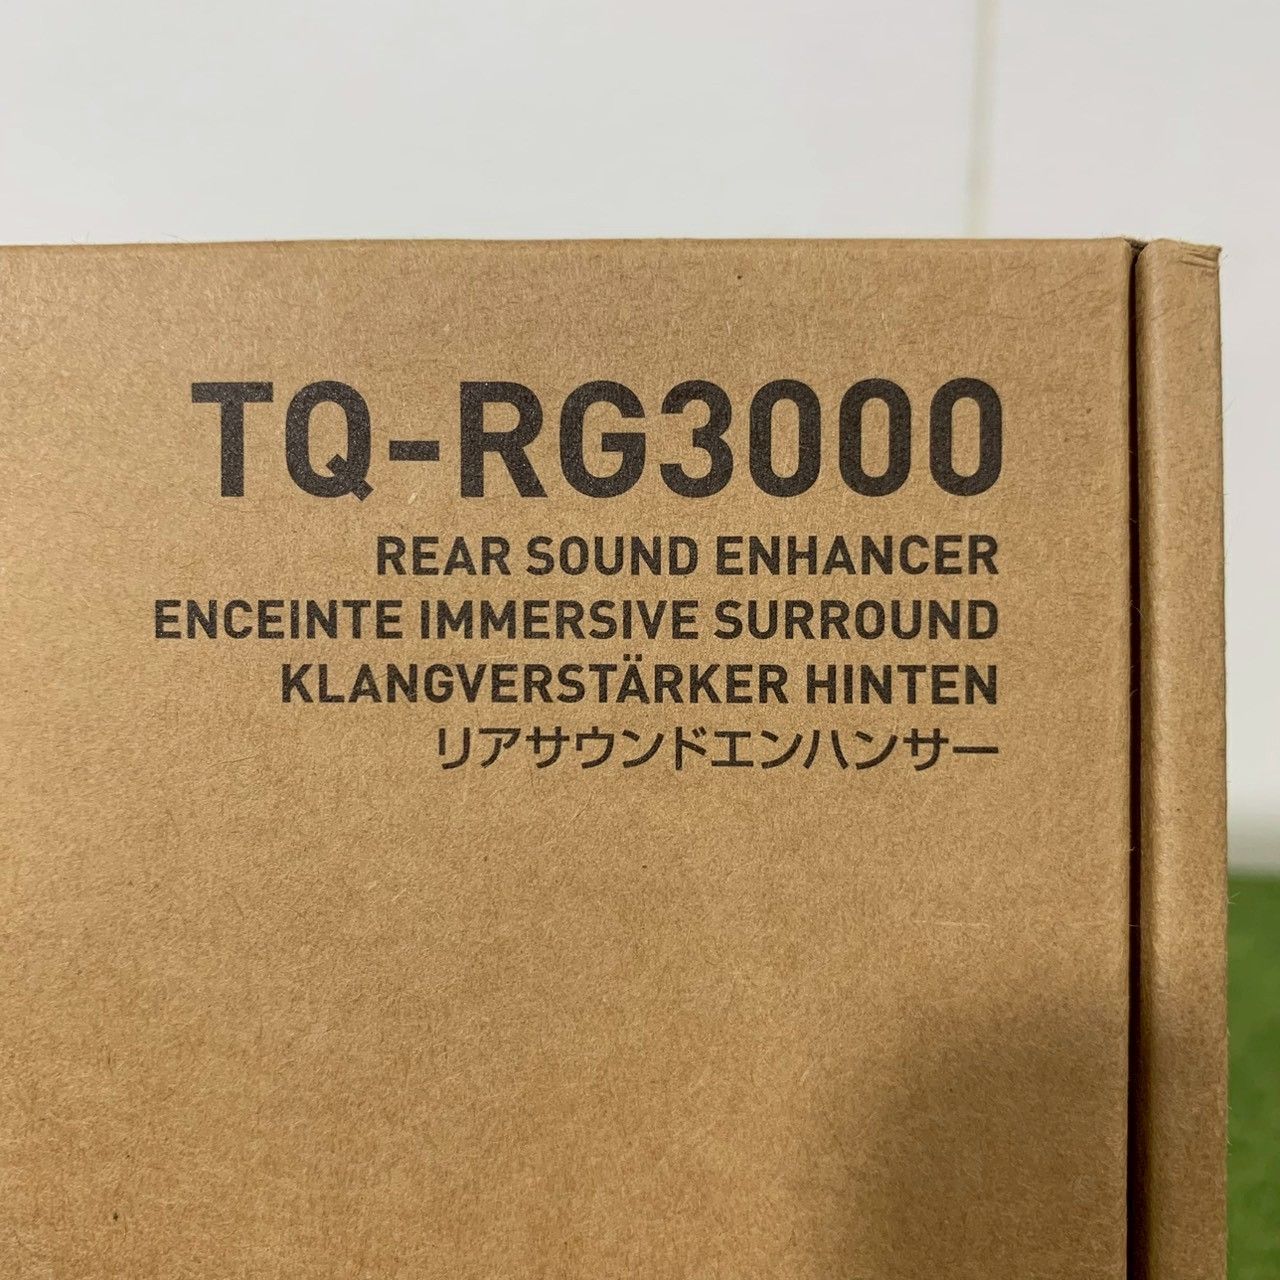 TQ-RG3000
REAR SOUND ENHANCER
ENCEINTE IMMERSIVE SURROUND
KLANGVERSTÄRKER HINTEN
リアサウンドエンハンサー